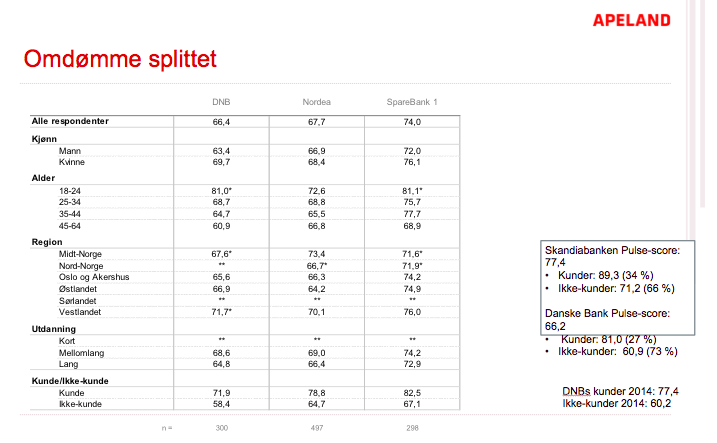 APELAND
Omdømme splittet
DNB Nordea SpareBank 1
Alle respondenter 66,4 67,7 74,0
Kjønn
Mann 63,4 66,9 72,0
Kvinne 69,7 68,4 76,1
Alder
18-24 81,0* 72,6 81,1*
25-34 68,7 68,8 75,7
35-44 64,7 65,5 77,7
45-64 60,9 66,8 68,9
Region
Midt-Norge 67,6* 73,4 71,6*
Nord-Norge ** 66,7* 71,9*
Oslo og Akershus 65,6 66,3 74,2
Østlandet 66,9 64,2 74,9
Sørlandet ** ** **
Vestlandet 71,7* 70,1 76,0
Utdanning
Kort ** ** **
Mellomlang 68,6 69,0 74,2
Lang 64,8 66,4 72,9
Kunde/Ikke-kunde
Kunde 71,9 78,8 82,5
Ikke-kunde 58,4 64,7 67,1
n = 300 497 298
Skandiabanken Pulse-score:
77,4
• Kunder: 89,3 (34 %)
• Ikke-kunder: 71,2 (66 %)
Danske Bank Pulse-score:
66,2
• Kunder: 81,0 (27 %)
• Ikke-kunder: 60,9 (73 %)
DNBs kunder 2014: 77,4
Ikke-kunder 2014: 60,2